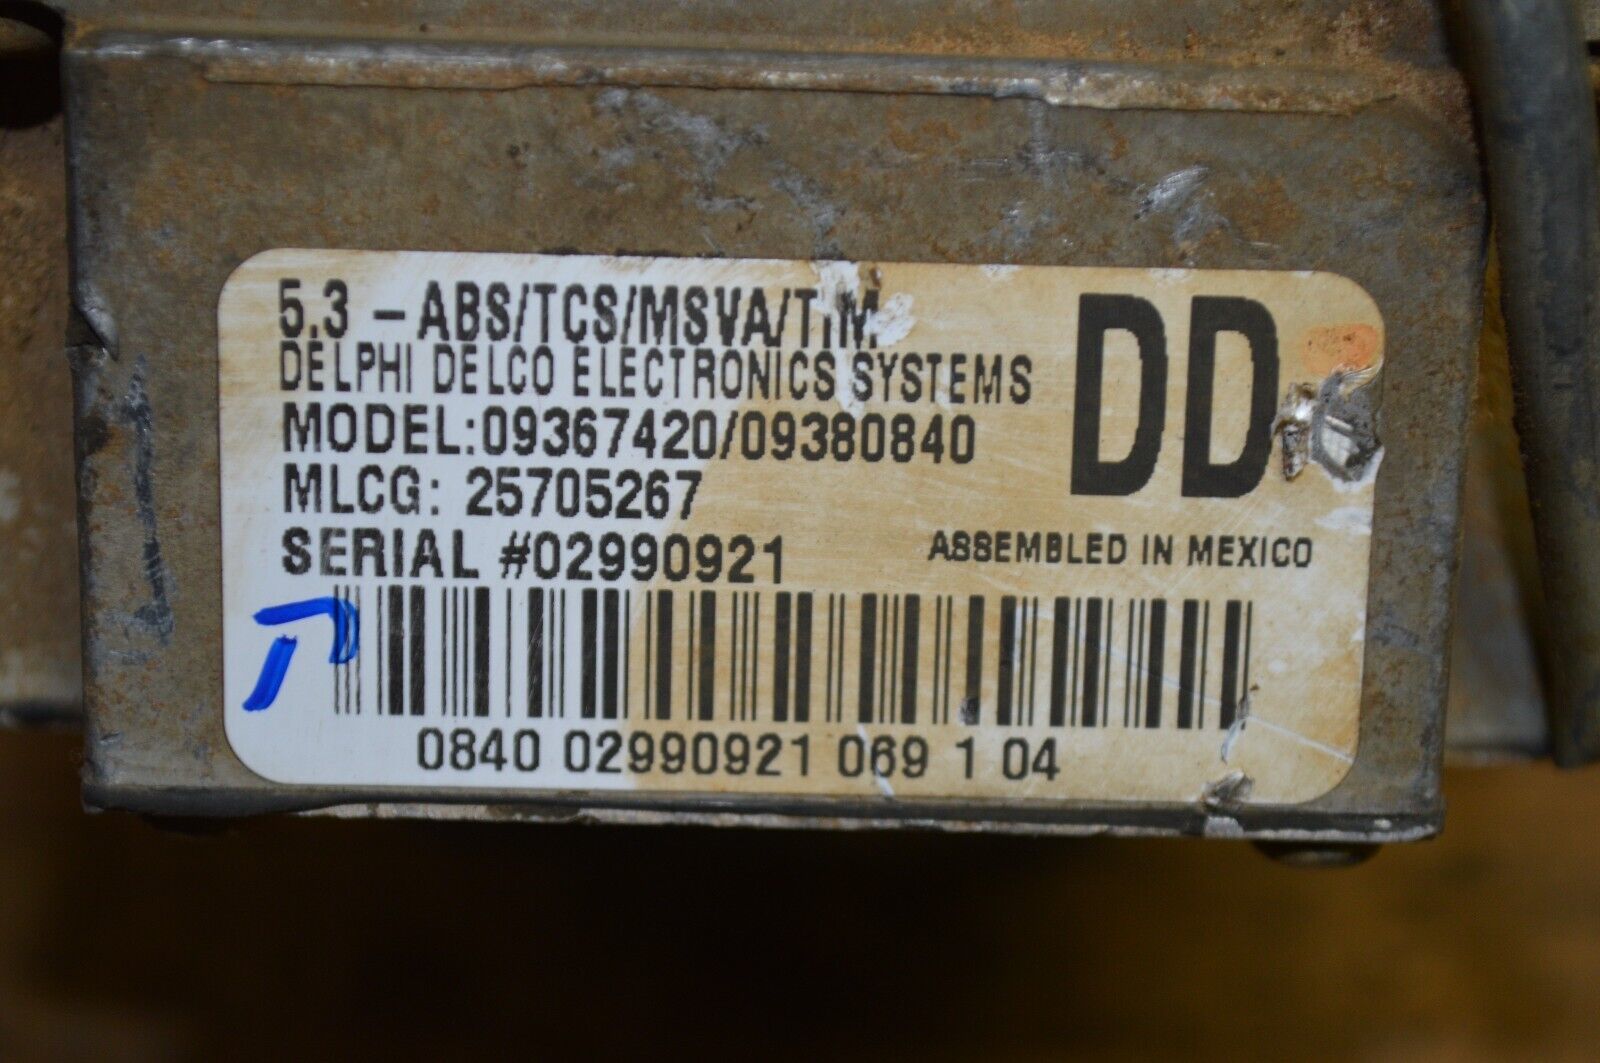 5.3 - ABS/TCS/MSVA/TIM
DD
DELPHI DELCO ELECTRONICS SYSTEMS
MODEL:09367420/09380840
MLCG: 25705267
SERIAL #02990921
ASSEMBLED IN MEXICO
0840 02990921 069 1 04